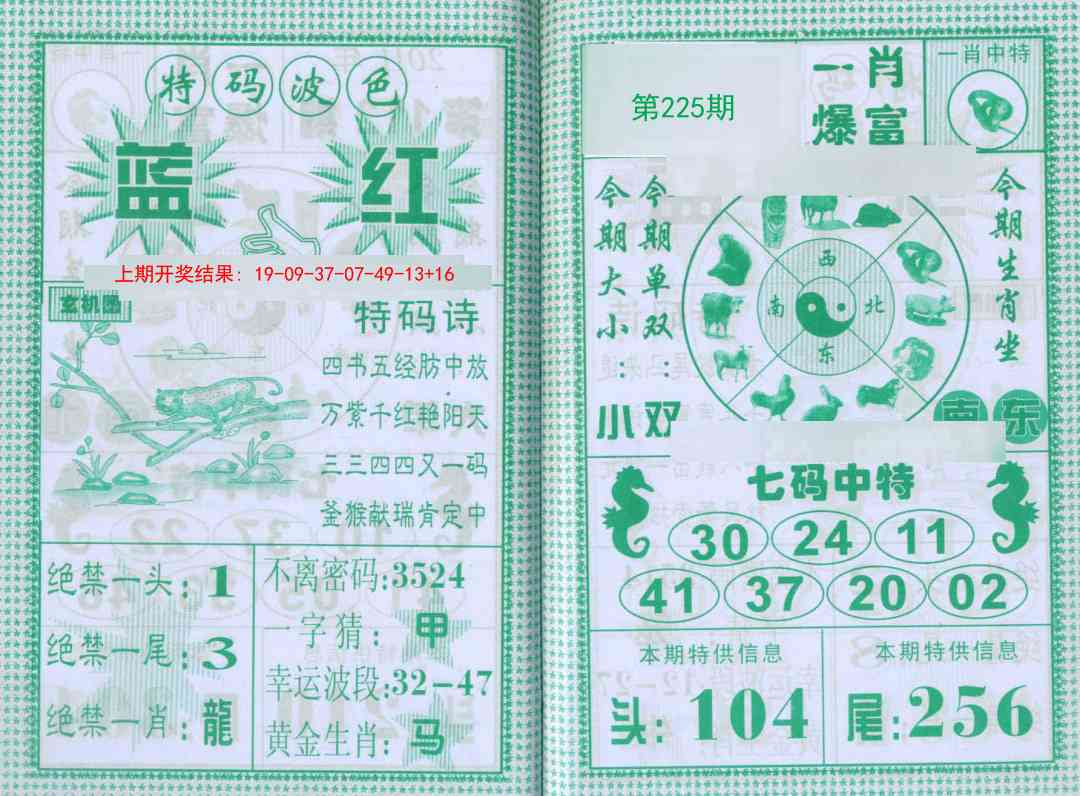 特码波色
蓝 红
上期开奖结果: 19-09-37-07-49-13+16
玄机图
特码诗
四书五经肪中放
万紫千红艳阳天
三三四四又一码
釜猴献瑞肯定中
绝禁一头:1
绝禁一尾:3
绝禁一肖:龍
不离密码:3524
一字猜:甲
幸运波段:32-47
黄金生肖:马
第225期
一肖
爆富
一肖中特
今期大小:小
今期单双:双
西
南 北
东
今期生肖坐
南东
七码中特
30 24 11
41 37 20 02
本期特供信息
头:104
本期特供信息
尾:256